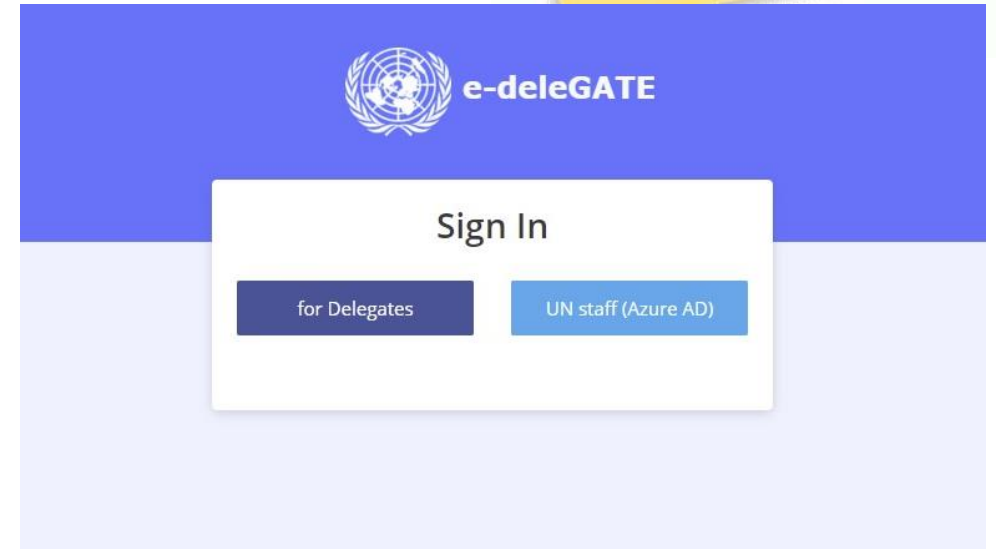 e-deleGATE
Sign In
for Delegates
UN staff (Azure AD)